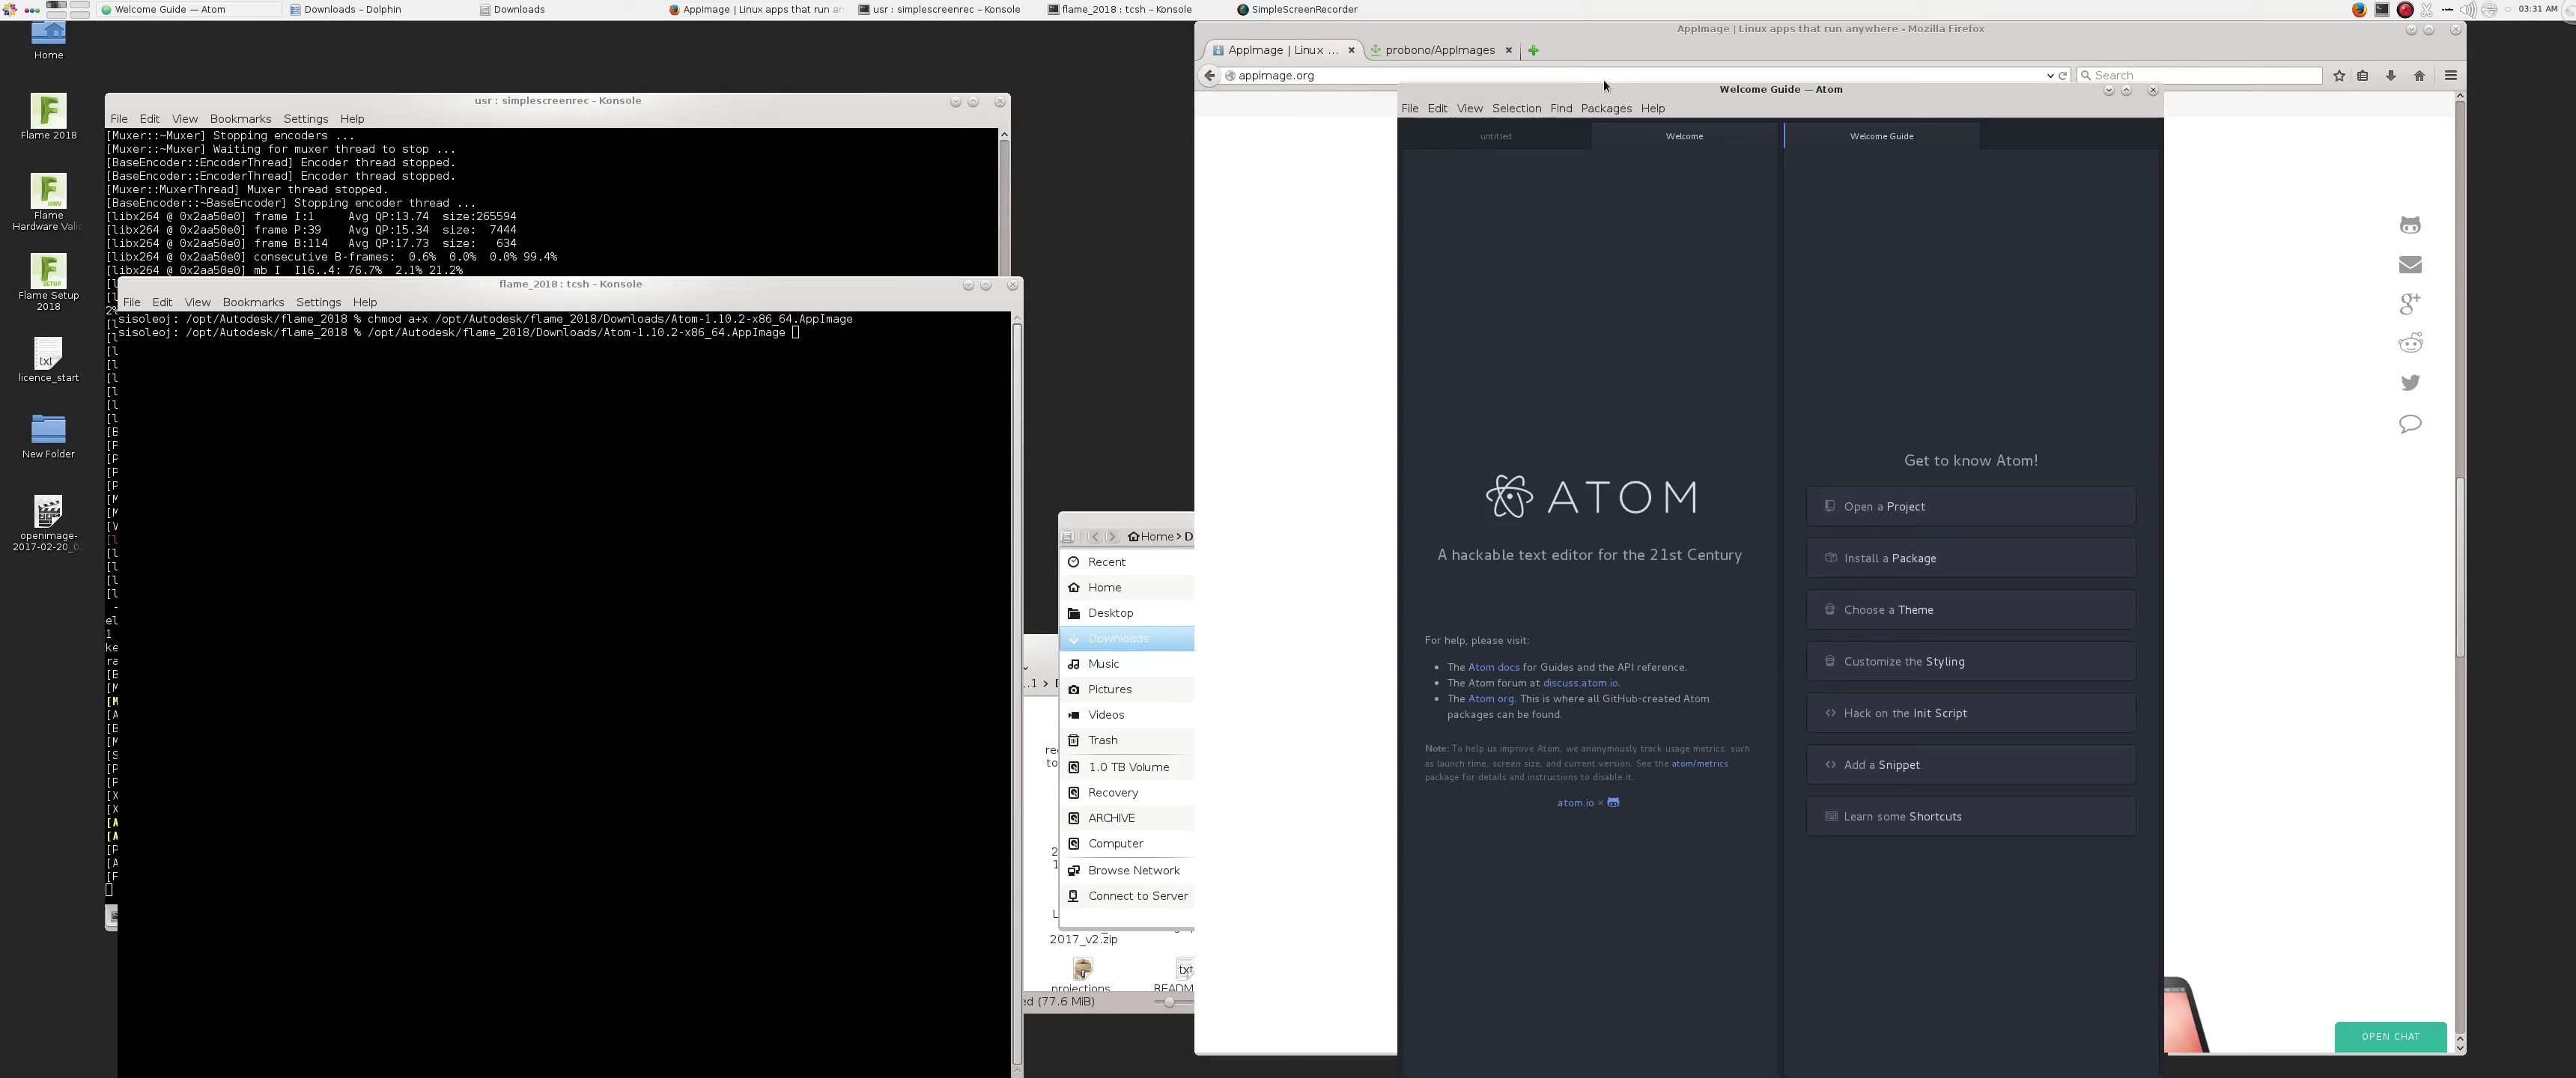 Welcome Guide — Atom
Downloads - Dolphin
Downloads
AppImage | Linux apps that run an
usr : simplescreenrec – Konsole
flame_2018 : tcsh – Konsole
SimpleScreenRecorder
03:31 AM
Home
Flame 2018
Flame
Hardware Valid
Flame Setup
2018
licence_start
New Folder
openimage-
2017-02-20_0
usr : simplescreenrec – Konsole
File Edit View Bookmarks Settings Help
[Muxer::~Muxer] Stopping encoders ...
[Muxer::~Muxer] Waiting for muxer thread to stop ...
[BaseEncoder::EncoderThread] Encoder thread stopped.
[BaseEncoder::EncoderThread] Encoder thread stopped.
[Muxer::MuxerThread] Muxer thread stopped.
[BaseEncoder::~BaseEncoder] Stopping encoder thread ...
[libx264 @ 0x2aa50e0] frame I:1 Avg QP:13.74 size:265594
[libx264 @ 0x2aa50e0] frame P:39 Avg QP:15.34 size: 7444
[libx264 @ 0x2aa50e0] frame B:114 Avg QP:17.73 size: 634
[libx264 @ 0x2aa50e0] consecutive B-frames: 0.6% 0.0% 0.0% 99.4%
[libx264 @ 0x2aa50e0] mb I I16..4: 76.7% 2.1% 21.2%
flame_2018 : tcsh – Konsole
File Edit View Bookmarks Settings Help
sisoleoj: /opt/Autodesk/flame_2018 % chmod a+x /opt/Autodesk/flame_2018/Downloads/Atom-1.10.2-x86_64.AppImage
sisoleoj: /opt/Autodesk/flame_2018 % /opt/Autodesk/flame_2018/Downloads/Atom-1.10.2-x86_64.AppImage
Home > D
Recent
Home
Desktop
Downloads
Music
Pictures
Videos
Trash
1.0 TB Volume
Recovery
ARCHIVE
Computer
Browse Network
Connect to Server
2017_v2.zip
projections
READM
ed (77.6 MiB)
AppImage | Linux apps that run anywhere - Mozilla Firefox
AppImage | Linux ...
probono/AppImages
appimage.org
Search
Welcome Guide — Atom
File Edit View Selection Find Packages Help
untitled
Welcome
Welcome Guide
ATOM
A hackable text editor for the 21st Century
For help, please visit:
• The Atom docs for Guides and the API reference.
• The Atom forum at discuss.atom.io.
• The Atom org. This is where all GitHub-created Atom
packages can be found.
Note: To help us improve Atom, we anonymously track usage metrics, such
as launch time, screen size, and current version. See the atom/metrics
package for details and instructions to disable it.
atom.io ×
Get to know Atom!
Open a Project
Install a Package
Choose a Theme
Customize the Styling
Hack on the Init Script
Add a Snippet
Learn some Shortcuts
OPEN CHAT